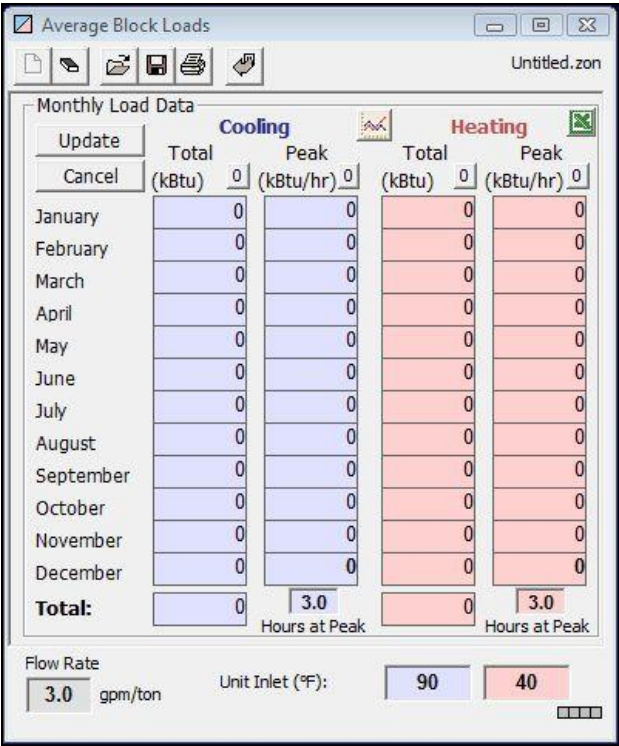 Average Block Loads
Untitled.zon
Monthly Load Data
Update Cooling Heating
Total Peak Total Peak
Cancel (kBtu) 0 (kBtu/hr) 0 (kBtu) 0 (kBtu/hr) 0
January 0 0 0 0
February 0 0 0 0
March 0 0 0 0
April 0 0 0 0
May 0 0 0 0
June 0 0 0 0
July 0 0 0 0
August 0 0 0 0
September 0 0 0 0
October 0 0 0 0
November 0 0 0 0
December 0 0 0 0
Total: 0 3.0 0 3.0
Hours at Peak Hours at Peak
Flow Rate
3.0 gpm/ton Unit Inlet (°F): 90 40